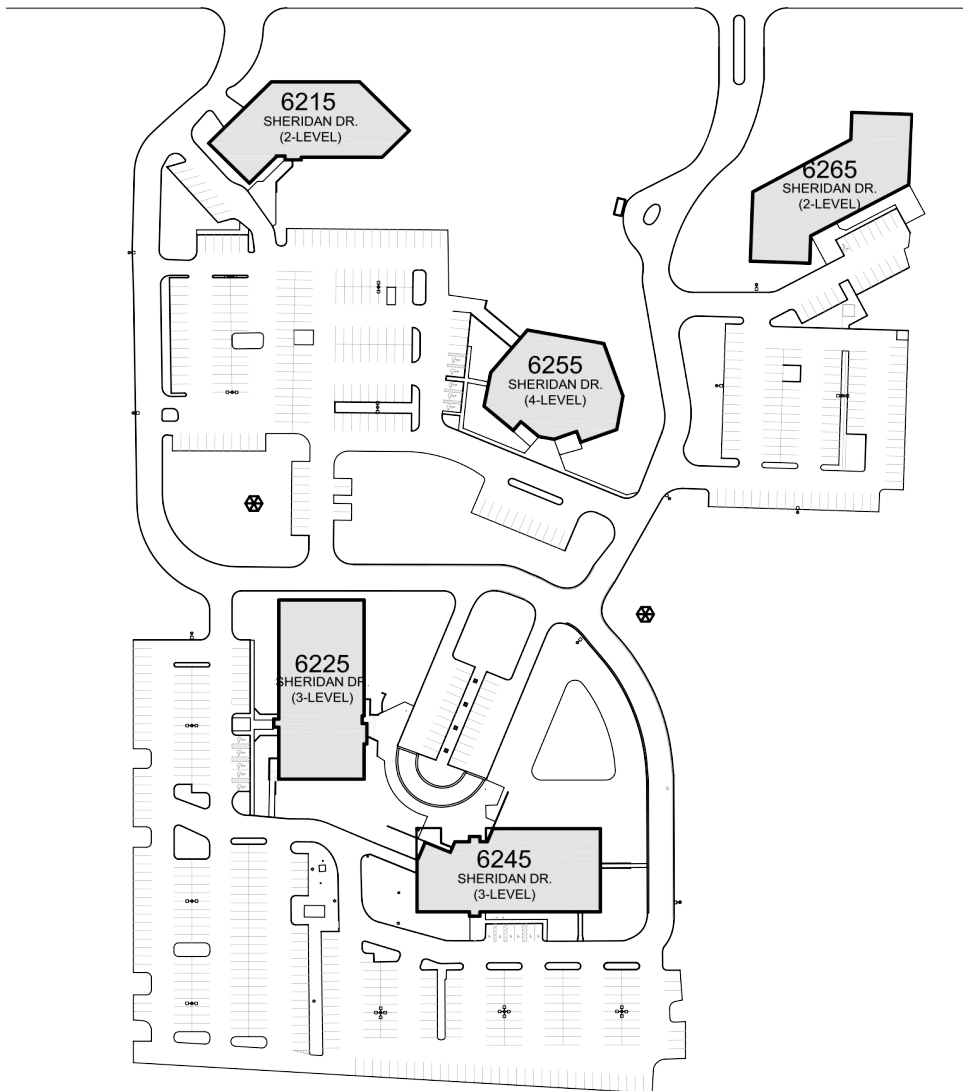 6215
SHERIDAN DR.
(2-LEVEL)
6265
SHERIDAN DR.
(2-LEVEL)
6255
SHERIDAN DR.
(4-LEVEL)
6225
SHERIDAN DR.
(3-LEVEL)
6245
SHERIDAN DR.
(3-LEVEL)